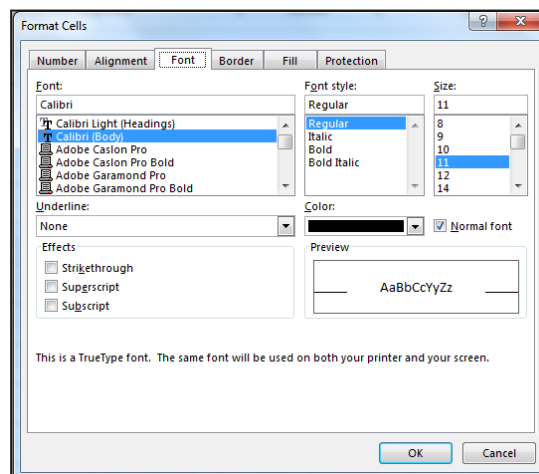 Format Cells
Number Alignment Font Border Fill Protection
Font: Font style: Size:
Calibri Regular 11
Calibri Light (Headings) Regular 8
Calibri (Body) Italic 9
Adobe Caslon Pro Bold 10
Adobe Caslon Pro Bold Bold Italic 11
Adobe Garamond Pro 12
Adobe Garamond Pro Bold 14
Underline: Color:
None Normal font
Effects Preview
Strikethrough
Superscript AaBbCcYyZz
Subscript
This is a TrueType font. The same font will be used on both your printer and your screen.
OK Cancel